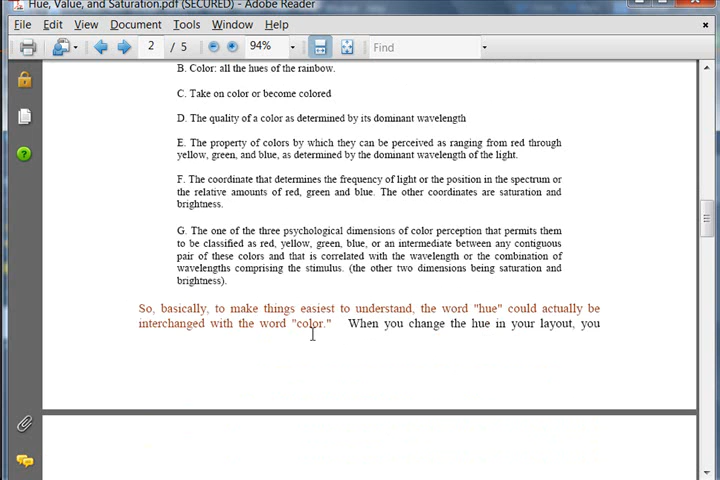 Hue, Value, and Saturation.pdf (SECURED) - Adobe Reader
File Edit View Document Tools Window Help
2 / 5 94% Find
B. Color: all the hues of the rainbow.
C. Take on color or become colored
D. The quality of a color as determined by its dominant wavelength
E. The property of colors by which they can be perceived as ranging from red through
yellow, green, and blue, as determined by the dominant wavelength of the light.
F. The coordinate that determines the frequency of light or the position in the spectrum or
the relative amounts of red, green and blue. The other coordinates are saturation and
brightness.
G. The one of the three psychological dimensions of color perception that permits them
to be classified as red, yellow, green, blue, or an intermediate between any contiguous
pair of these colors and that is correlated with the wavelength or the combination of
wavelengths comprising the stimulus. (the other two dimensions being saturation and
brightness).
So, basically, to make things easiest to understand, the word "hue" could actually be
interchanged with the word "color." When you change the hue in your layout, you